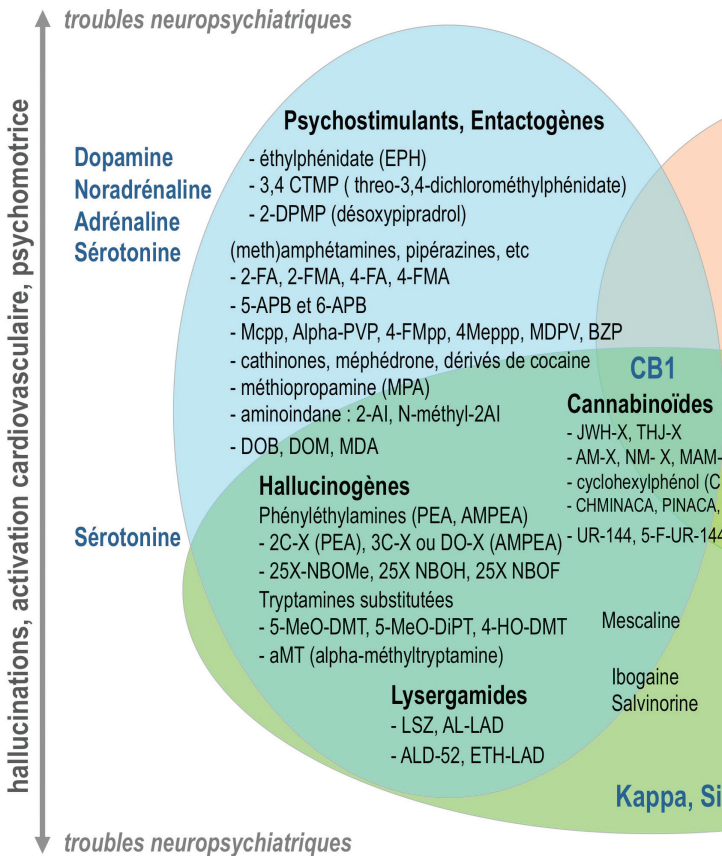 troubles neuropsychiatriques
hallucinations, activation cardiovasculaire, psychomotrice
Psychostimulants, Entactogènes
Dopamine
Noradrénaline
Adrénaline
Sérotonine
- éthylphénidate (EPH)
- 3,4 CTMP ( threo-3,4-dichlorométhylphénidate)
- 2-DPMP (désoxypipradrol)
(meth)amphétamines, pipérazines, etc
- 2-FA, 2-FMA, 4-FA, 4-FMA
- 5-APB et 6-APB
- Mcpp, Alpha-PVP, 4-FMpp, 4Meppp, MDPV, BZP
- cathinones, méphédrone, dérivés de cocaine
- méthiopropamine (MPA)
- aminoindane : 2-AI, N-méthyl-2AI
- DOB, DOM, MDA
CB1
Cannabinoïdes
- JWH-X, THJ-X
- AM-X, NM- X, MAM-
- cyclohexylphénol (C
- CHMINACA, PINACA,
- UR-144, 5-F-UR-144
Hallucinogènes
Sérotonine
Phényléthylamines (PEA, AMPEA)
- 2C-X (PEA), 3C-X ou DO-X (AMPEA)
- 25X-NBOMe, 25X NBOH, 25X NBOF
Tryptamines substitutées
- 5-MeO-DMT, 5-MeO-DiPT, 4-HO-DMT
- aMT (alpha-méthyltryptamine)
Mescaline
Ibogaine
Salvinorine
Lysergamides
- LSZ, AL-LAD
- ALD-52, ETH-LAD
Kappa, Si
troubles neuropsychiatriques